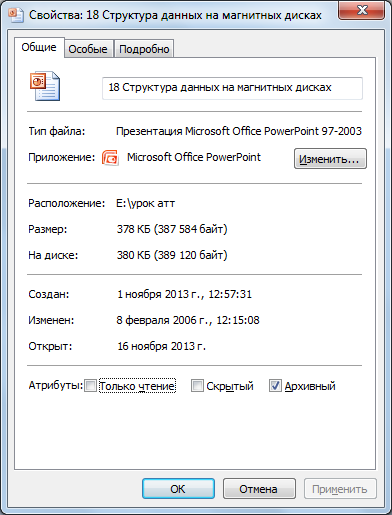 Свойства: 18 Структура данных на магнитных дисках
Общие Особые Подробно
18 Структура данных на магнитных дисках
Тип файла: Презентация Microsoft Office PowerPoint 97-2003
Приложение: Microsoft Office PowerPoint Изменить...
Расположение: E:\урок атт
Размер: 378 КБ (387 584 байт)
На диске: 380 КБ (389 120 байт)
Создан: 1 ноября 2013 г., 12:57:31
Изменен: 8 февраля 2006 г., 12:15:08
Открыт: 16 ноября 2013 г.
Атрибуты: Только чтение Скрытый Архивный
ОК Отмена Применить